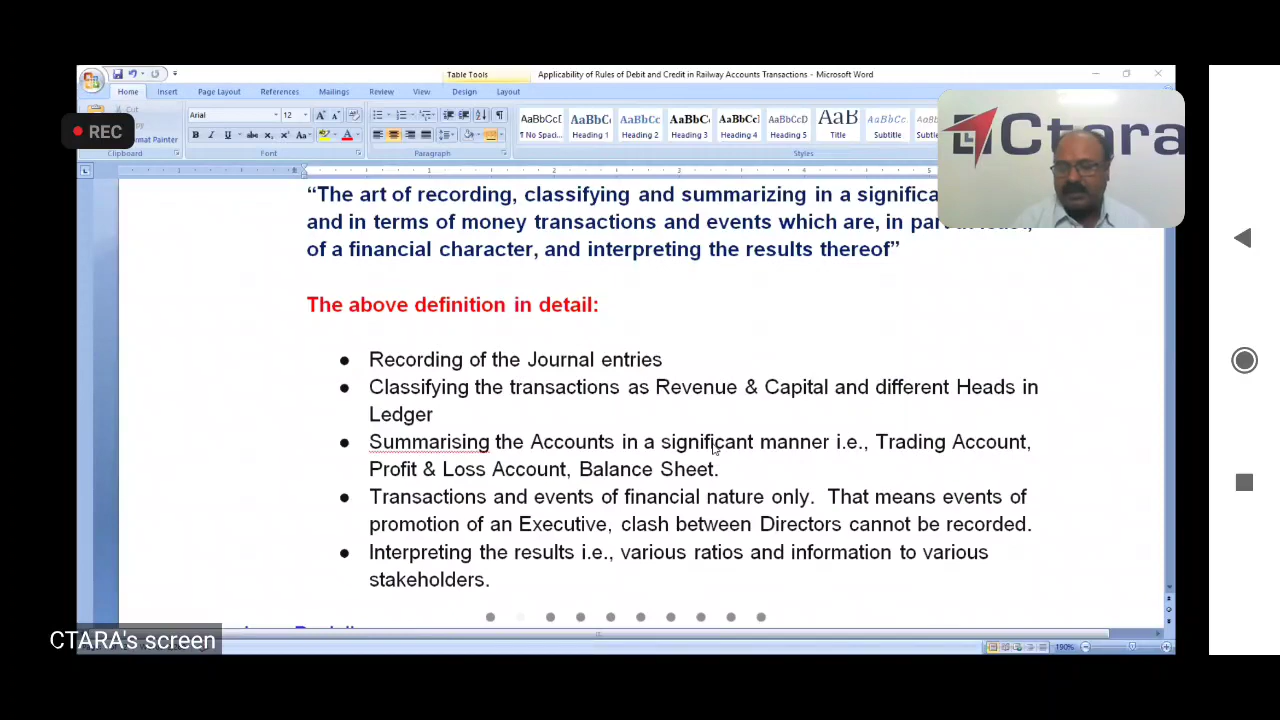 Table Tools
Applicability of Rules of Debit and Credit in Railway Accounts Transactions - Microsoft Word
Home Insert Page Layout References Mailings Review View Design Layout
REC
Cut
Format Painter
Arial 12
AaBbCcI AaBbCc AaBbCc AaBbCc AaBbCc AaBbCcI AaB AaBbCc.
¶ No Spaci... Heading 1 Heading 2 Heading 3 Heading 4 Heading 5 Title Subtitle
Clipboard Font Paragraph Styles
Ctara
“The art of recording, classifying and summarizing in a
and in terms of money transactions and events which are, in
of a financial character, and interpreting the results thereof”
The above definition in detail:
● Recording of the Journal entries
● Classifying the transactions as Revenue & Capital and different Heads in
Ledger
● Summarising the Accounts in a significant manner i.e., Trading Account,
Profit & Loss Account, Balance Sheet.
● Transactions and events of financial nature only. That means events of
promotion of an Executive, clash between Directors cannot be recorded.
● Interpreting the results i.e., various ratios and information to various
stakeholders.
CTARA's screen
190%